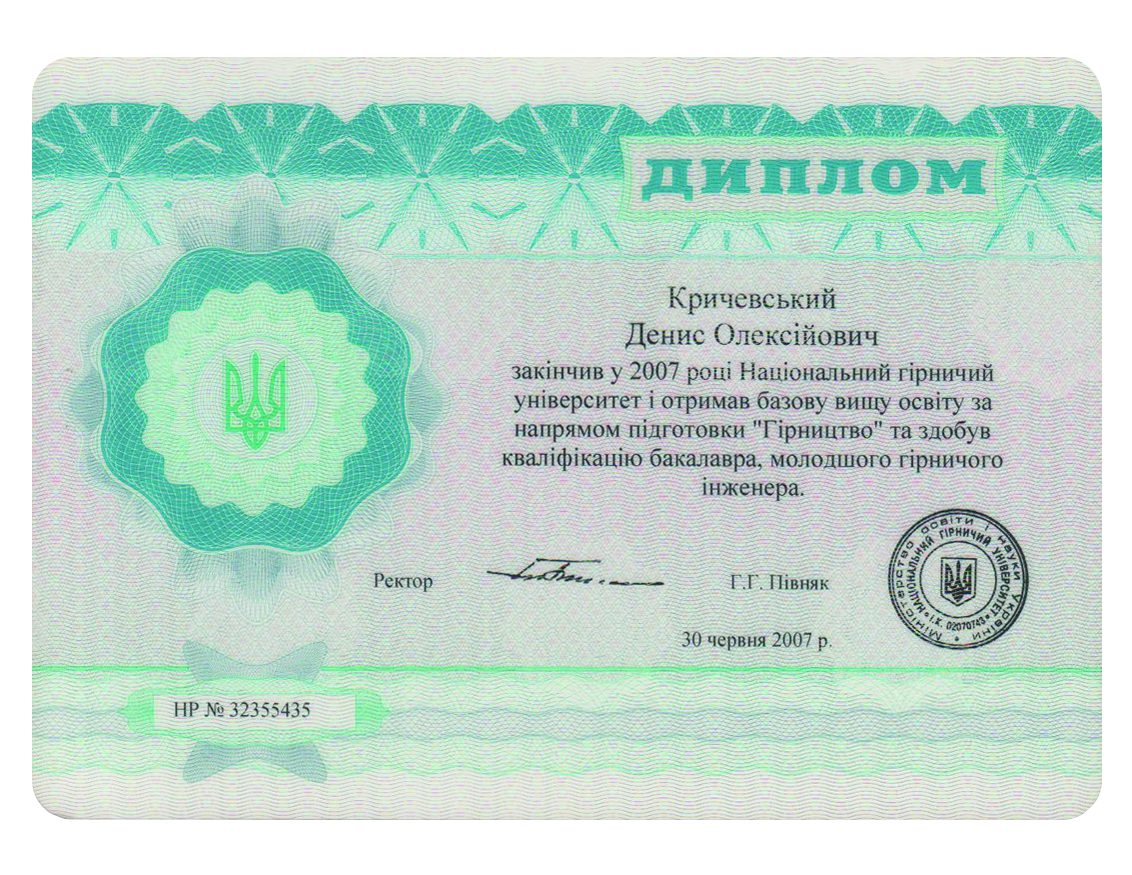 ДИПЛОМ
Кричевський
Денис Олексійович
закінчив у 2007 році Національний гірничий
університет і отримав базову вищу освіту за
напрямом підготовки "Гірництво" та здобув
кваліфікацію бакалавра, молодшого гірничого
інженера.
Ректор
Г.Г. Півняк
30 червня 2007 р.
Міністерство освіти і науки України
НАЦІОНАЛЬНИЙ ГІРНИЧИЙ УНІВЕРСИТЕТ
І.К. 02070743
НР № 32355435